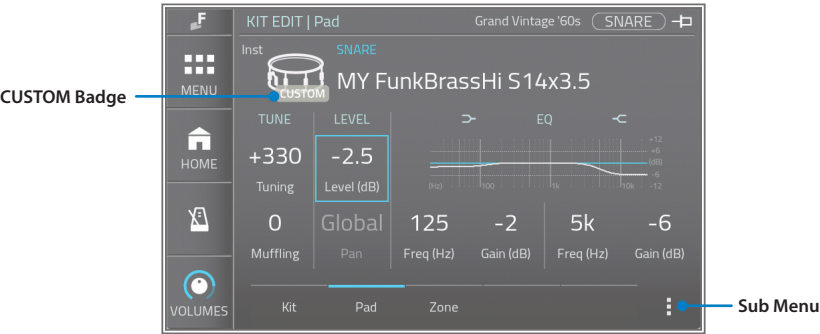 F
KIT EDIT | Pad
Grand Vintage '60s
SNARE
Inst
SNARE
MENU
CUSTOM
MY FunkBrassHi S14x3.5
CUSTOM Badge
TUNE
LEVEL
EQ
HOME
+330
-2.5
+12
+6
(dB)
-6
-12
(Hz)
100
1k
10k
Tuning
Level (dB)
0
Global
125
-2
5k
-6
Muffling
Pan
Freq (Hz)
Gain (dB)
Freq (Hz)
Gain (dB)
VOLUMES
Kit
Pad
Zone
Sub Menu